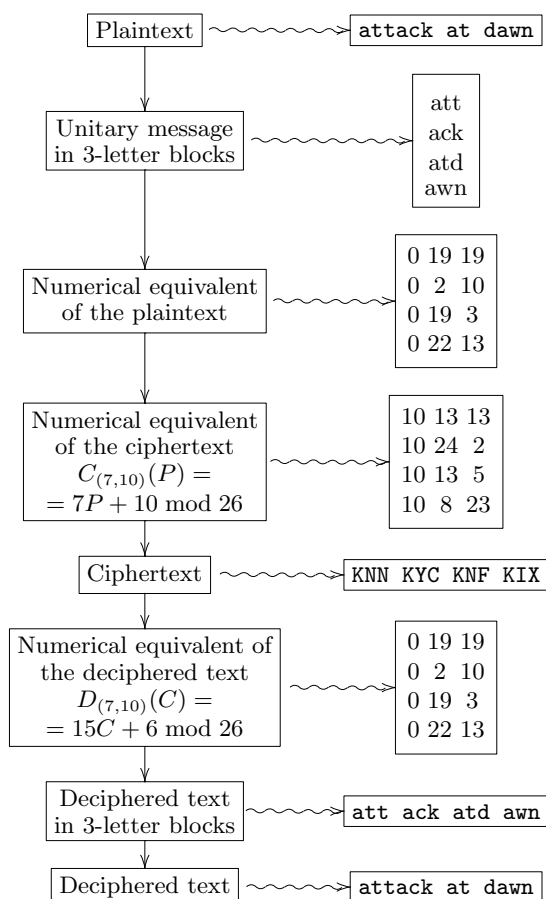 Plaintext
attack at dawn
Unitary message
in 3-letter blocks
att
ack
atd
awn
Numerical equivalent
of the plaintext
0 19 19
0 2 10
0 19 3
0 22 13
Numerical equivalent
of the ciphertext
C(7,10)(P) =
= 7P + 10 mod 26
10 13 13
10 24 2
10 13 5
10 8 23
Ciphertext
KNN KYC KNF KIX
Numerical equivalent of
the deciphered text
D(7,10)(C) =
= 15C + 6 mod 26
0 19 19
0 2 10
0 19 3
0 22 13
Deciphered text
in 3-letter blocks
att ack atd awn
Deciphered text
attack at dawn